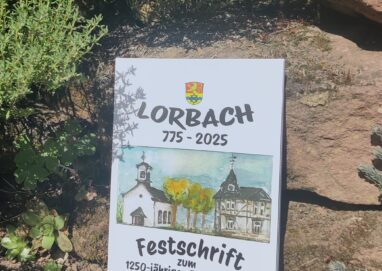 LORBACH
775 - 2025
Festschrift
zum